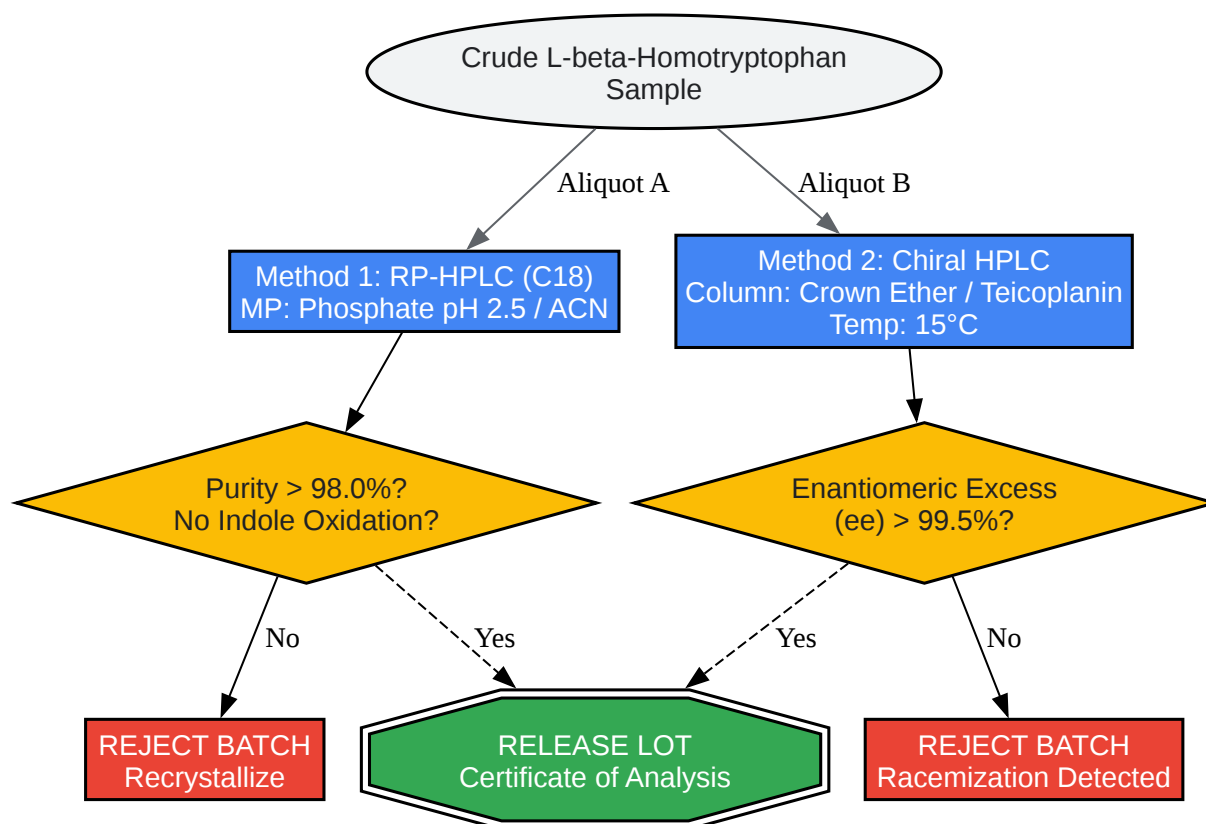 Crude L-beta-Homotryptophan
Sample
Aliquot A
Aliquot B
Method 1: RP-HPLC (C18)
MP: Phosphate pH 2.5 / ACN
Method 2: Chiral HPLC
Column: Crown Ether / Teicoplanin
Temp: 15°C
Purity > 98.0%?
No Indole Oxidation?
Enantiomeric Excess
(ee) > 99.5%?
No
Yes
Yes
No
REJECT BATCH
Recrystallize
RELEASE LOT
Certificate of Analysis
REJECT BATCH
Racemization Detected